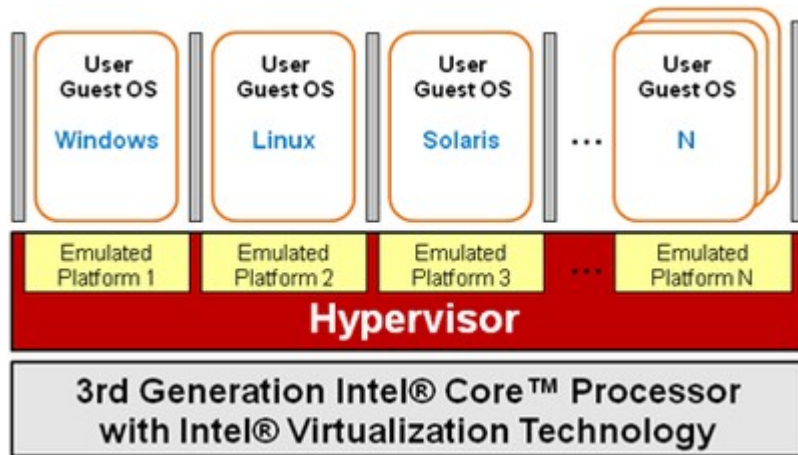 User
Guest OS
Windows
User
Guest OS
Linux
User
Guest OS
Solaris
...
User
Guest OS
N
Emulated
Platform 1
Emulated
Platform 2
Emulated
Platform 3
...
Emulated
Platform N
Hypervisor
3rd Generation Intel® Core™ Processor
with Intel® Virtualization Technology